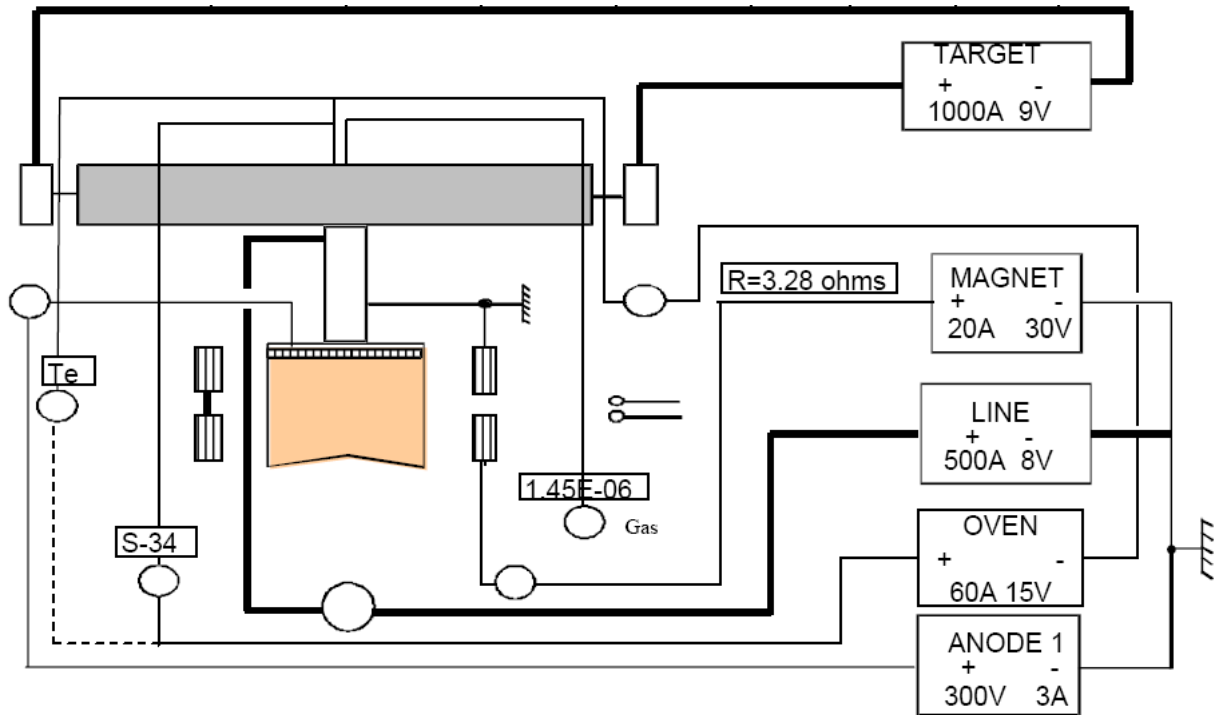 TARGET
+ -
1000A 9V
R=3.28 ohms
MAGNET
+ -
20A 30V
Te
LINE
+ -
500A 8V
1.45E-06
Gas
S-34
OVEN
+ -
60A 15V
ANODE 1
+ -
300V 3A